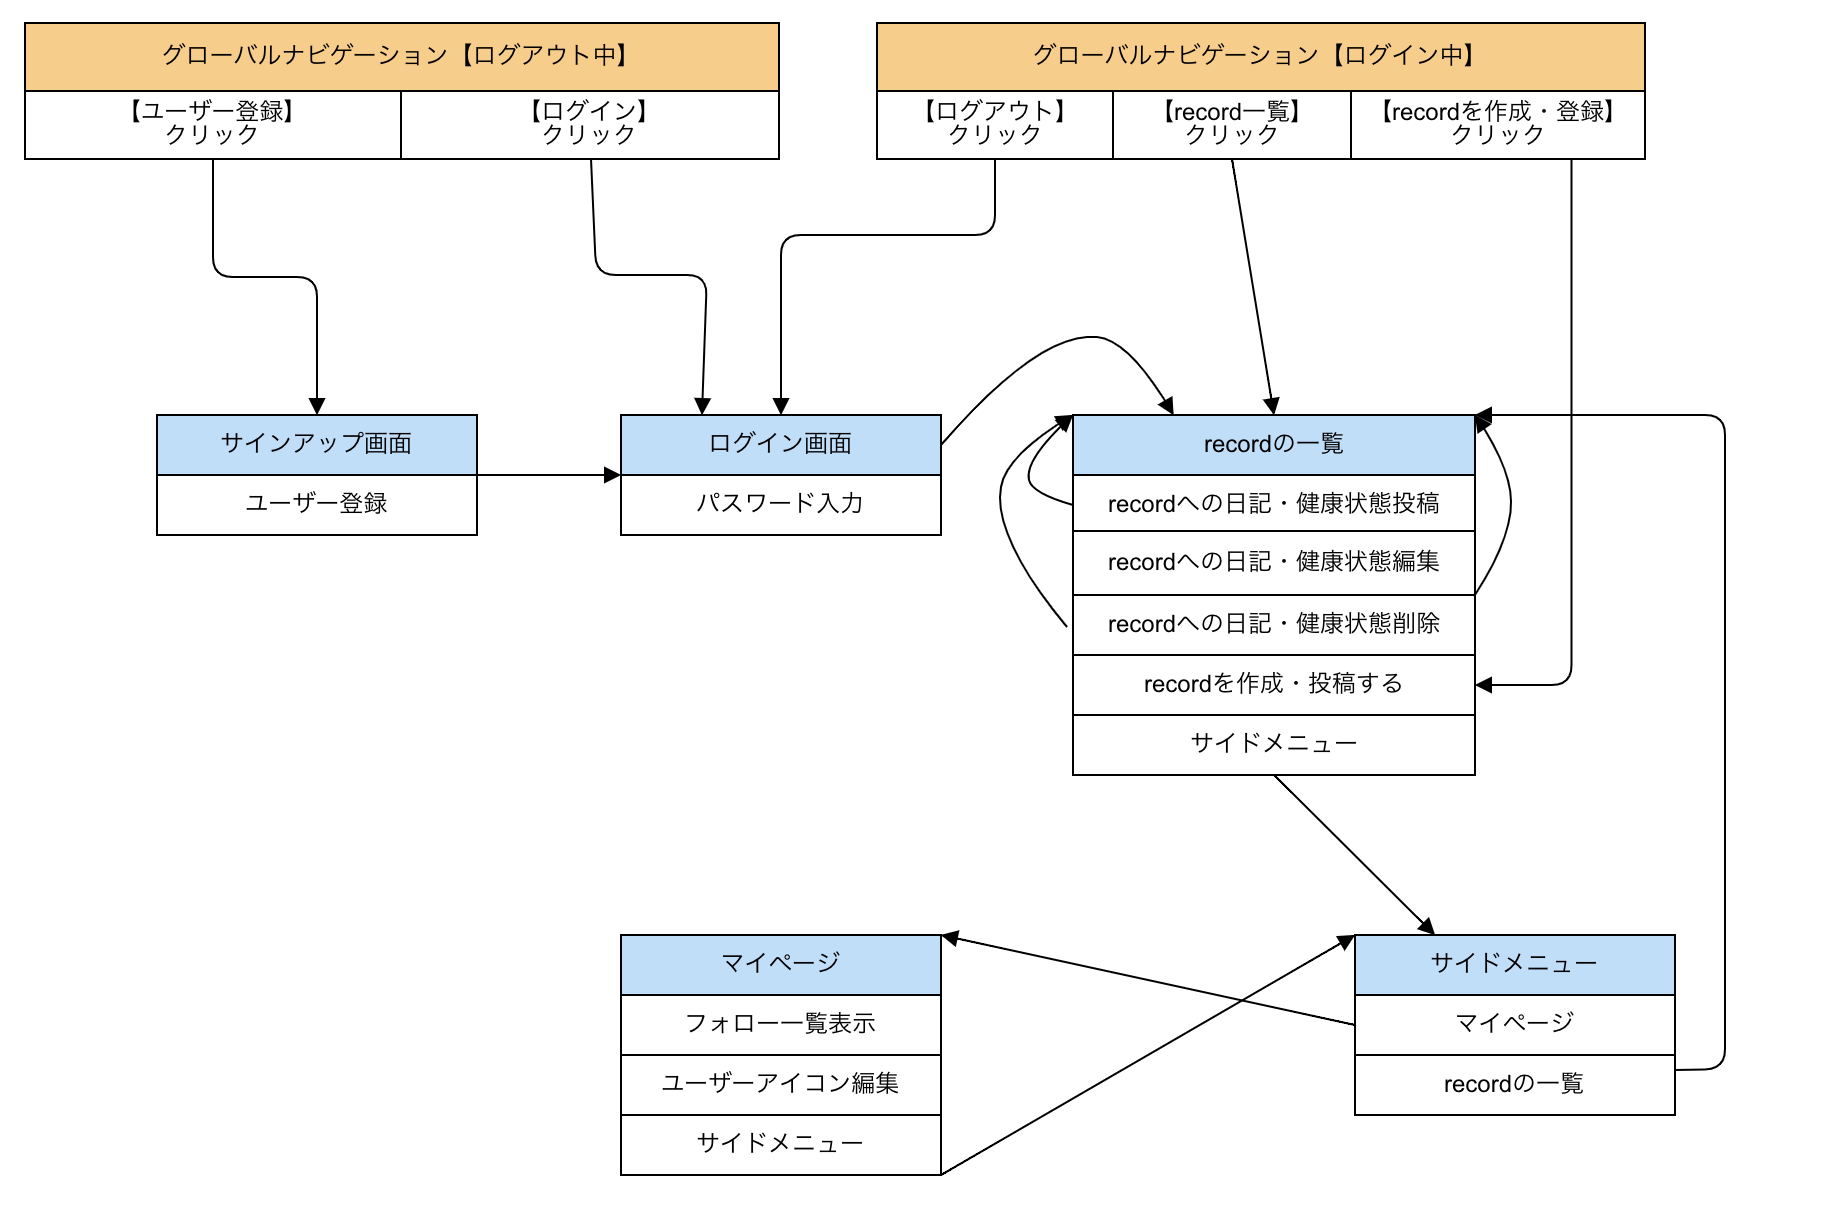 グローバルナビゲーション【ログアウト中】
【ユーザー登録】
クリック
【ログイン】
クリック
グローバルナビゲーション【ログイン中】
【ログアウト】
クリック
【record一覧】
クリック
【recordを作成・登録】
クリック
サインアップ画面
ユーザー登録
ログイン画面
パスワード入力
recordの一覧
recordへの日記・健康状態投稿
recordへの日記・健康状態編集
recordへの日記・健康状態削除
recordを作成・投稿する
サイドメニュー
マイページ
フォロー一覧表示
ユーザーアイコン編集
サイドメニュー
サイドメニュー
マイページ
recordの一覧